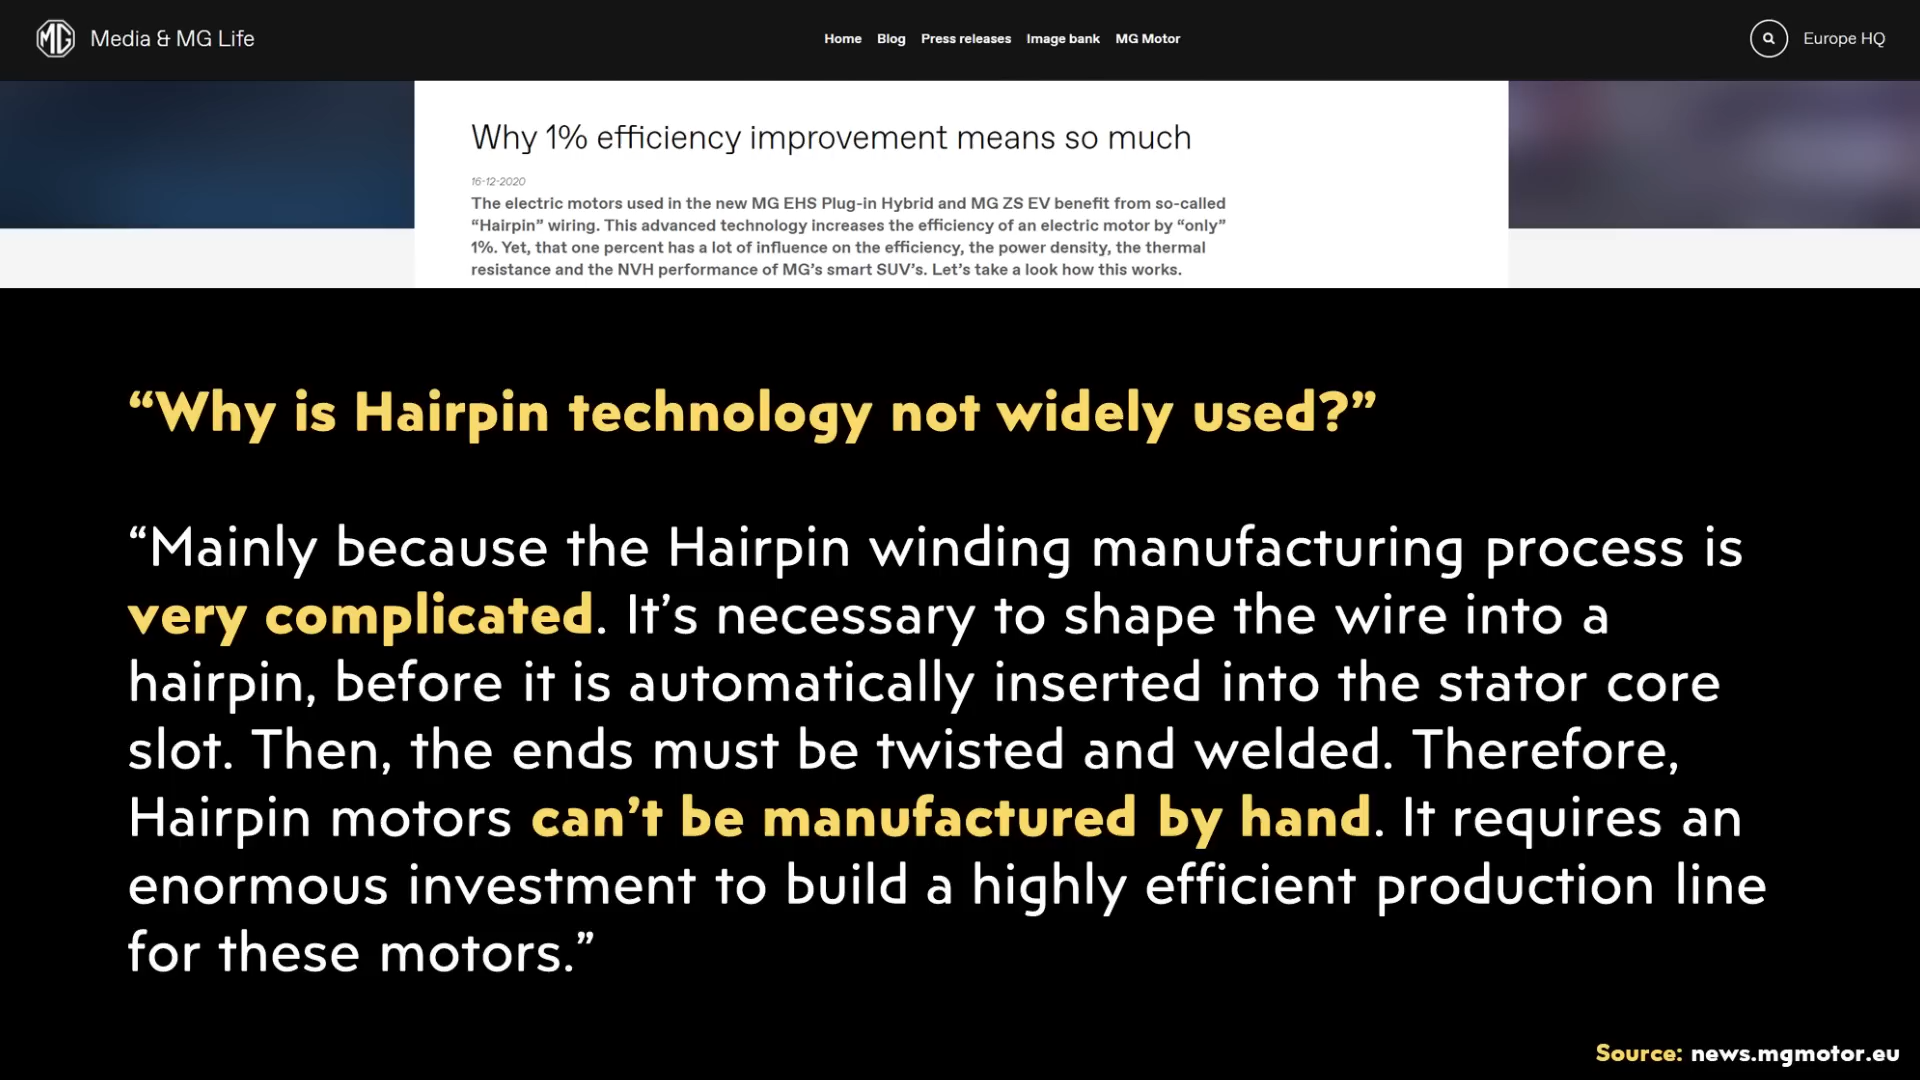 MG Media & MG Life
Home Blog Press releases Image bank MG Motor
Europe HQ
Why 1% efficiency improvement means so much
16-12-2020
The electric motors used in the new MG EHS Plug-in Hybrid and MG ZS EV benefit from so-called
“Hairpin” wiring. This advanced technology increases the efficiency of an electric motor by “only”
1%. Yet, that one percent has a lot of influence on the efficiency, the power density, the thermal
resistance and the NVH performance of MG’s smart SUV’s. Let’s take a look how this works.
“Why is Hairpin technology not widely used?”
“Mainly because the Hairpin winding manufacturing process is
very complicated. It’s necessary to shape the wire into a
hairpin, before it is automatically inserted into the stator core
slot. Then, the ends must be twisted and welded. Therefore,
Hairpin motors can’t be manufactured by hand. It requires an
enormous investment to build a highly efficient production line
for these motors.”
Source: news.mgmotor.eu